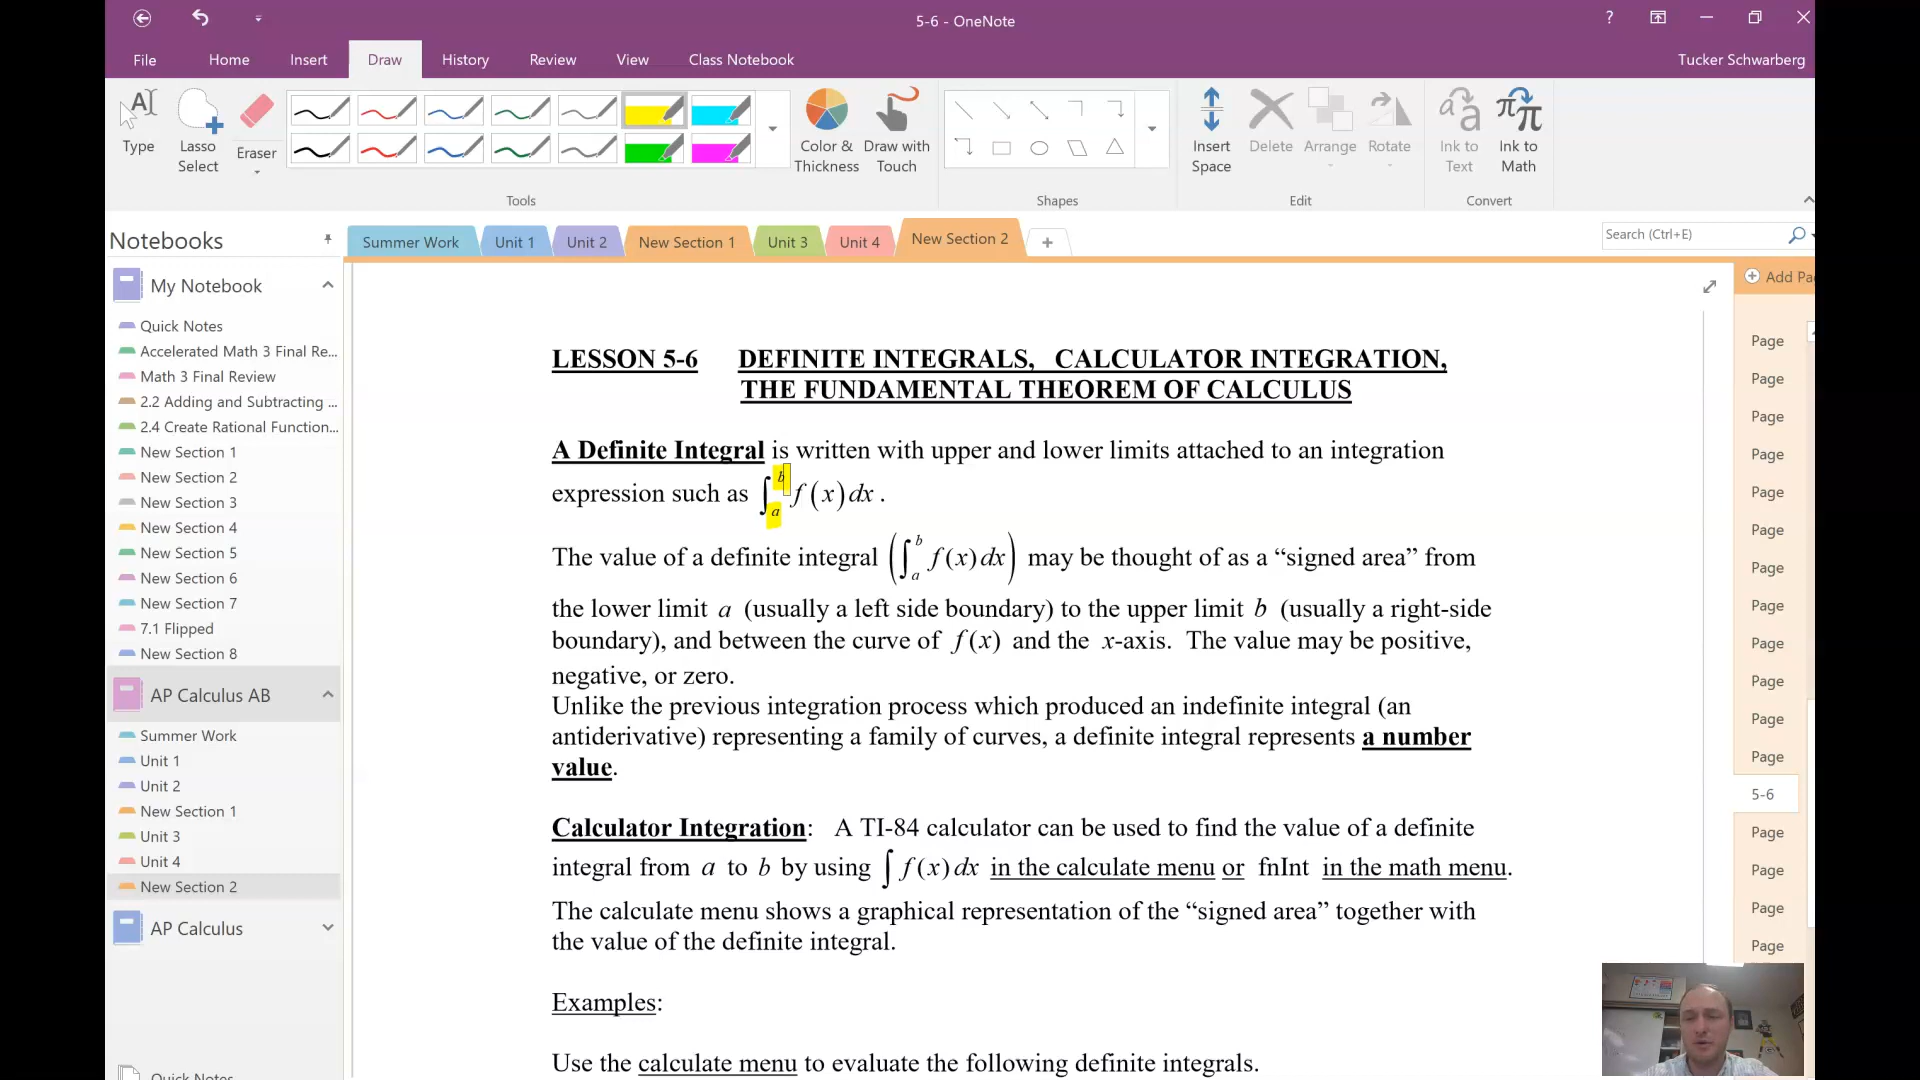 5-6 - OneNote
?
File Home Insert Draw History Review View Class Notebook
Tucker Schwarberg
Type
Lasso Select
Eraser
Color & Thickness
Draw with Touch
Insert Space
Delete
Arrange
Rotate
Ink to Text
Ink to Math
Tools
Shapes
Edit
Convert
Notebooks
Summer Work Unit 1 Unit 2 New Section 1 Unit 3 Unit 4 New Section 2 +
Search (Ctrl+E)
My Notebook
Quick Notes
Accelerated Math 3 Final Re...
Math 3 Final Review
2.2 Adding and Subtracting ...
2.4 Create Rational Function...
New Section 1
New Section 2
New Section 3
New Section 4
New Section 5
New Section 6
New Section 7
7.1 Flipped
New Section 8
AP Calculus AB
Summer Work
Unit 1
Unit 2
New Section 1
Unit 3
Unit 4
New Section 2
AP Calculus
Quick Notes
LESSON 5-6 DEFINITE INTEGRALS, CALCULATOR INTEGRATION,
THE FUNDAMENTAL THEOREM OF CALCULUS
A Definite Integral is written with upper and lower limits attached to an integration
expression such as ∫_a^b f(x)dx.
The value of a definite integral (∫_a^b f(x)dx) may be thought of as a “signed area” from
the lower limit a (usually a left side boundary) to the upper limit b (usually a right-side
boundary), and between the curve of f(x) and the x-axis. The value may be positive,
negative, or zero.
Unlike the previous integration process which produced an indefinite integral (an
antiderivative) representing a family of curves, a definite integral represents a number
value.
Calculator Integration: A TI-84 calculator can be used to find the value of a definite
integral from a to b by using ∫f(x)dx in the calculate menu or fnInt in the math menu.
The calculate menu shows a graphical representation of the “signed area” together with
the value of the definite integral.
Examples:
Use the calculate menu to evaluate the following definite integrals.
Add Pa
Page
Page
Page
Page
Page
Page
Page
Page
Page
Page
Page
Page
5-6
Page
Page
Page
Page